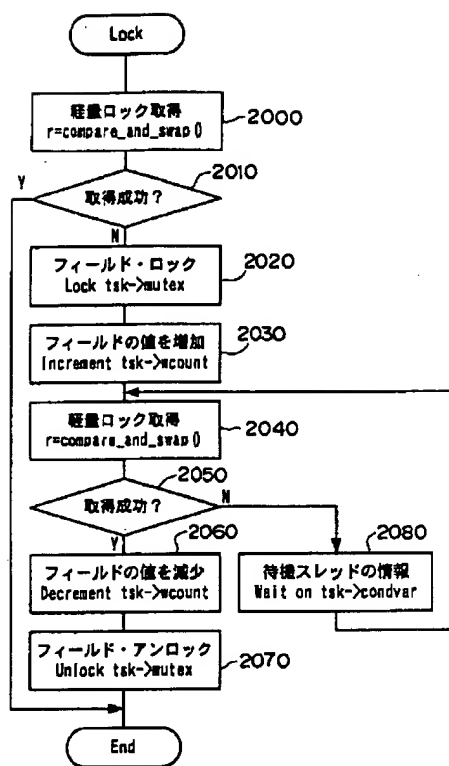 Lock
軽量ロック取得
r=compare_and_swap()
2000
2010
Y
取得成功？
N
フィールド・ロック
Lock tsk->mutex
2020
フィールドの値を増加
Increment tsk->wcount
2030
軽量ロック取得
r=compare_and_swap()
2040
2050
取得成功？
N
Y
2060
2080
フィールドの値を減少
Decrement tsk->wcount
待機スレッドの情報
Wait on tsk->condvar
フィールド・アンロック
Unlock tsk->mutex
2070
End